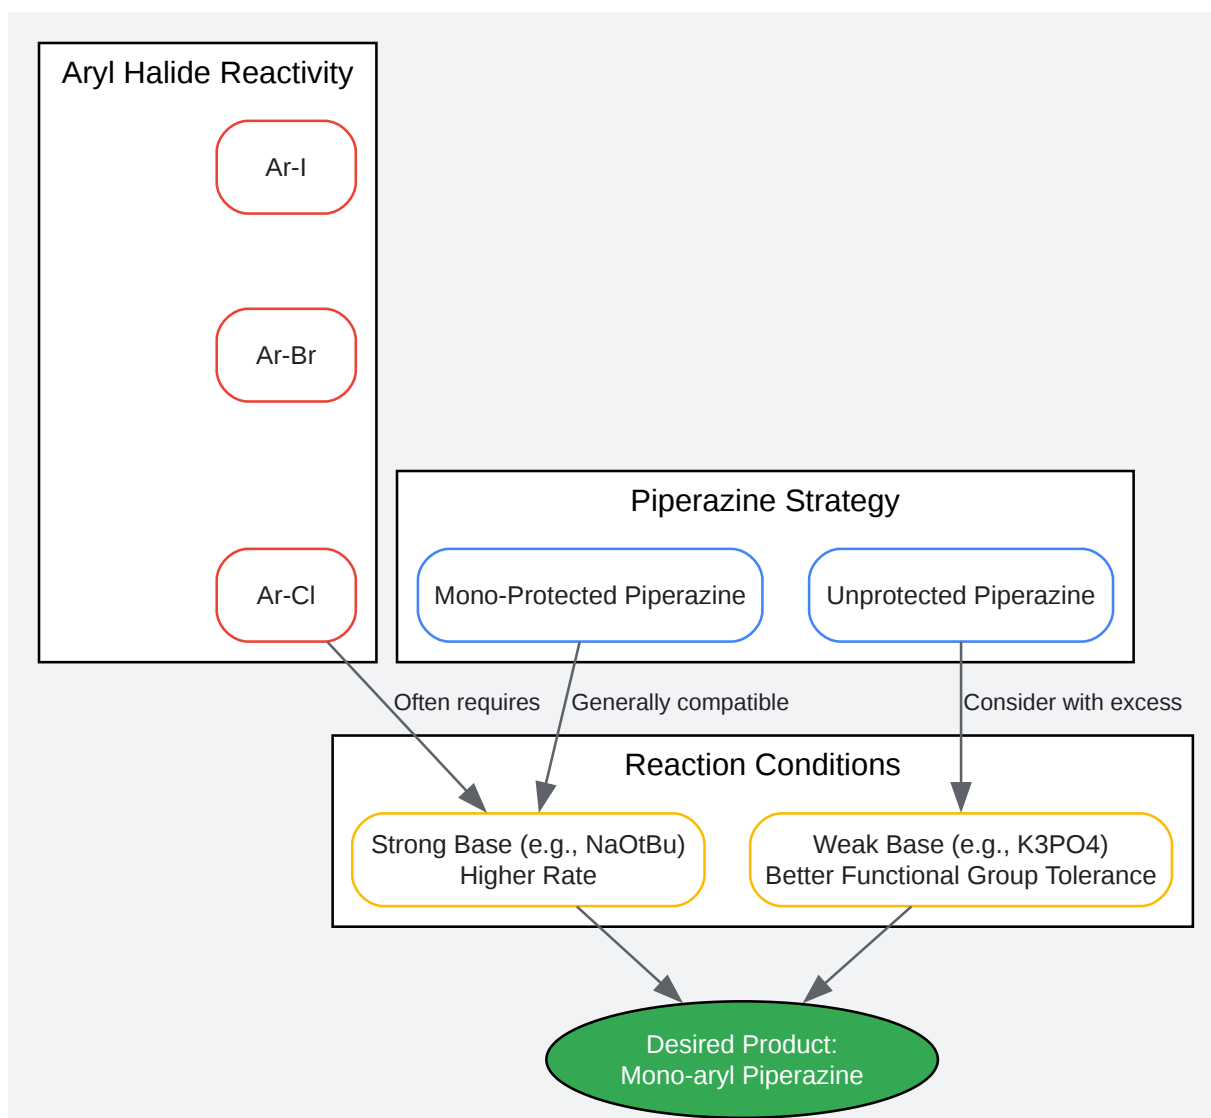 Aryl Halide Reactivity
Ar-I
Ar-Br
Ar-Cl
Piperazine Strategy
Mono-Protected Piperazine
Unprotected Piperazine
Often requires
Generally compatible
Consider with excess
Reaction Conditions
Strong Base (e.g., NaOtBu)
Higher Rate
Weak Base (e.g., K3PO4)
Better Functional Group Tolerance
Desired Product:
Mono-aryl Piperazine